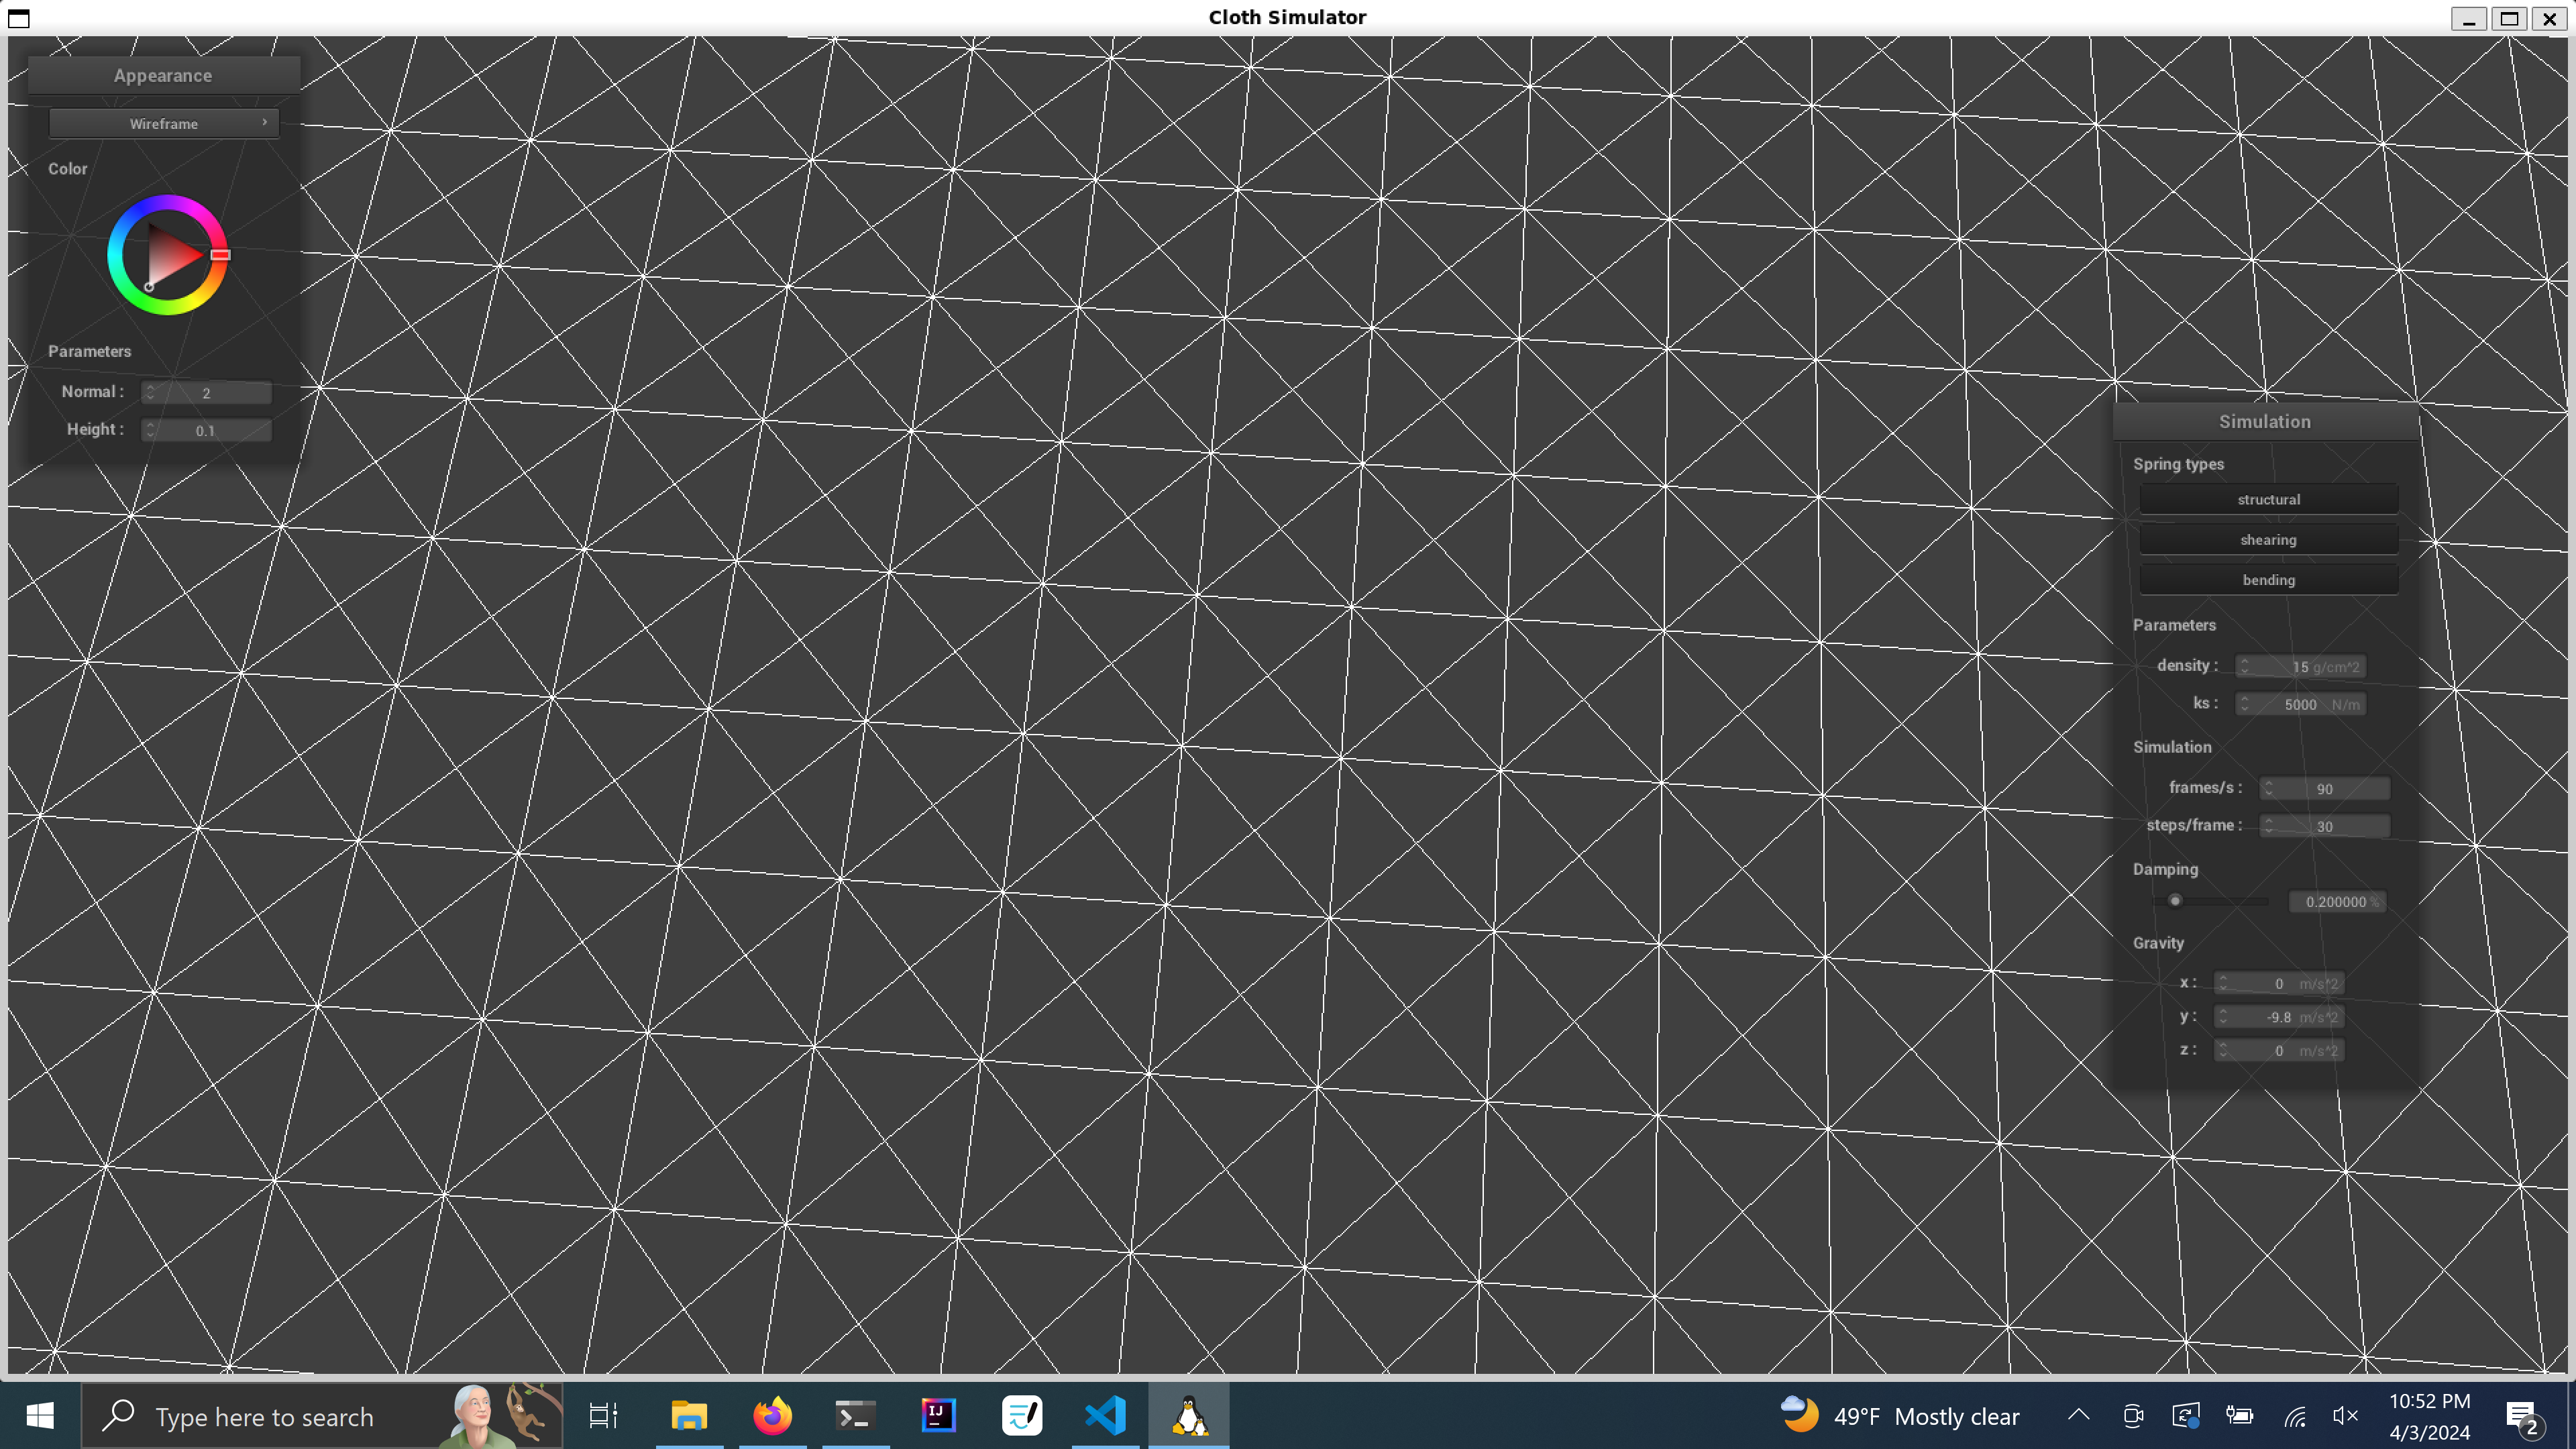 Cloth Simulator
Appearance
Wireframe
Color
Parameters
Normal : 2
Height : 0.1
Simulation
Spring types
structural
shearing
bending
Parameters
density : 15 g/cm^2
ks : 5000 N/m
Simulation
frames/s : 90
steps/frame : 30
Damping
0.200000 %
Gravity
x : 0 m/s^2
y : -9.8 m/s^2
z : 0 m/s^2
Type here to search
IJ
49°F Mostly clear
10:52 PM
4/3/2024
2